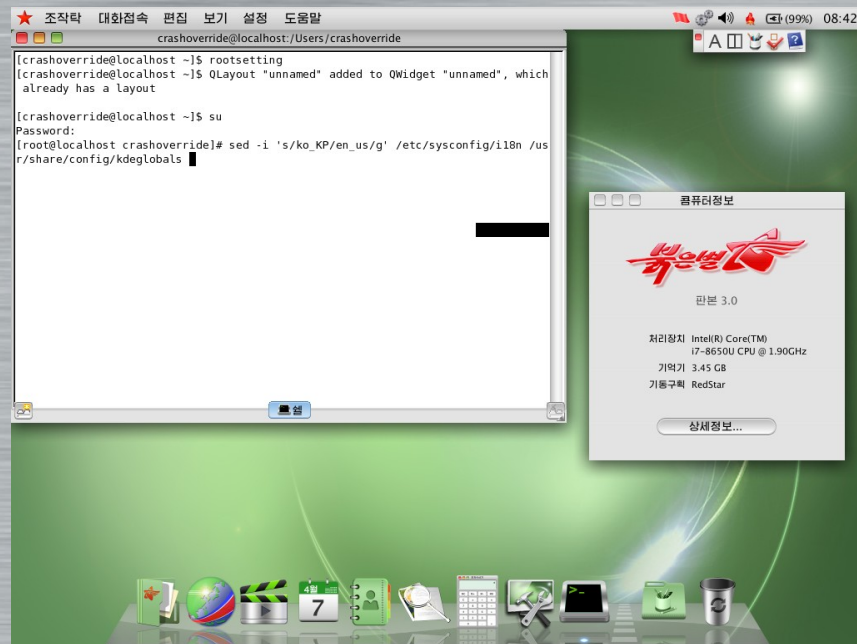 조작탁 대화접속 편집 보기 설정 도움말 (99%) 08:42
crashoverride@localhost:/Users/crashoverride
[crashoverride@localhost ~]$ rootsetting
[crashoverride@localhost ~]$ QLayout "unnamed" added to QWidget "unnamed", which
already has a layout
[crashoverride@localhost ~]$ su
Password:
[root@localhost crashoverride]# sed -i 's/ko_KP/en_us/g' /etc/sysconfig/i18n /us
r/share/config/kdeglobals
쉘
A
콤퓨터정보
붉은별
판본 3.0
처리장치 Intel(R) Core(TM)
i7-8650U CPU @ 1.90GHz
기억기 3.45 GB
기동구획 RedStar
상세정보...
4월
7
>-